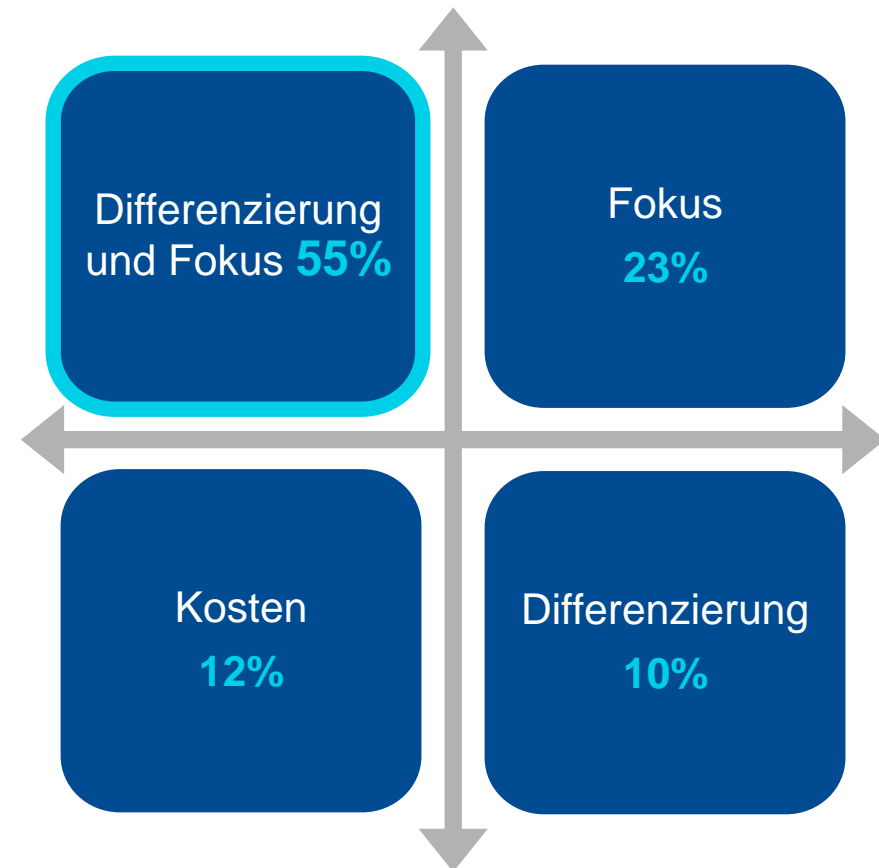 Differenzierung
und Fokus 55%
Fokus
23%
Kosten
12%
Differenzierung
10%